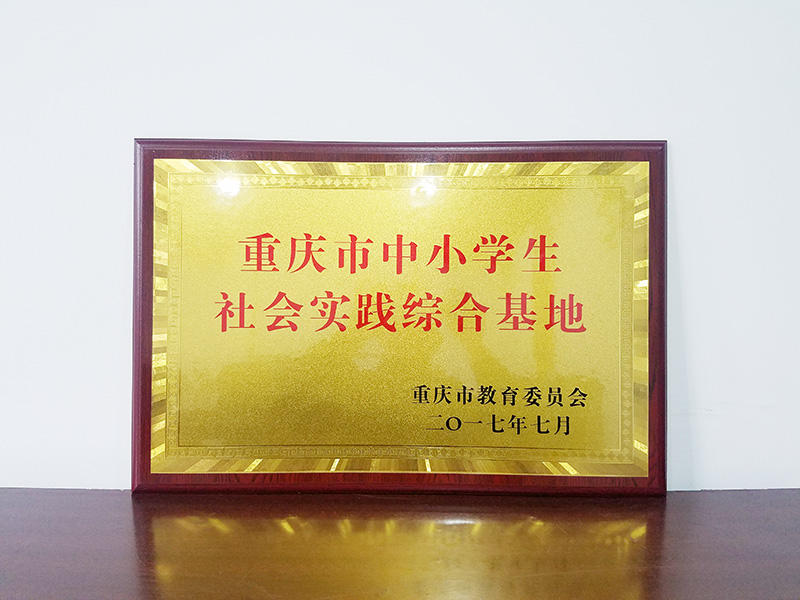 重庆市中小学生
社会实践综合基地
重庆市教育委员会
二〇一七年七月